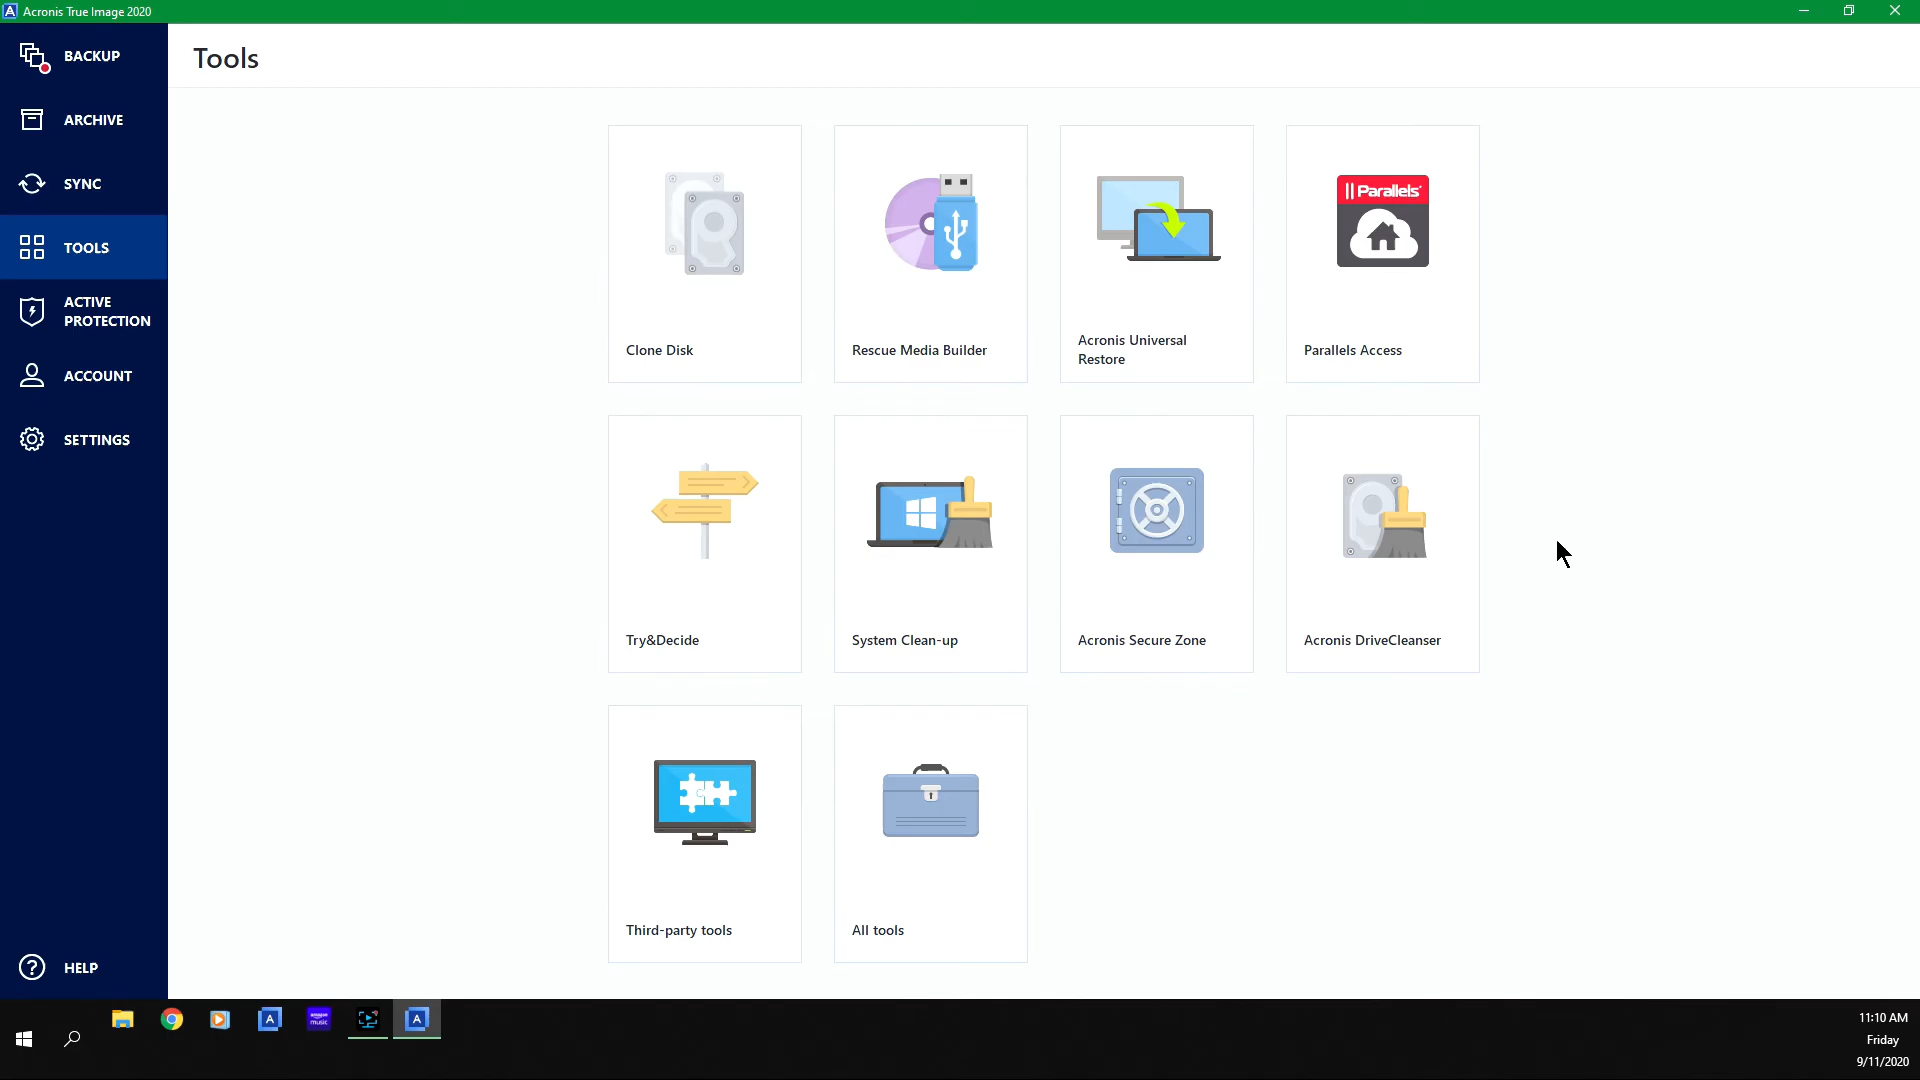 Acronis True Image 2020
BACKUP
ARCHIVE
SYNC
TOOLS
ACTIVE
PROTECTION
ACCOUNT
SETTINGS
HELP
Tools
Clone Disk
Rescue Media Builder
Acronis Universal
Restore
Parallels
Parallels Access
Try&Decide
System Clean-up
Acronis Secure Zone
Acronis DriveCleanser
Third-party tools
All tools
amazon
music
11:10 AM
Friday
9/11/2020